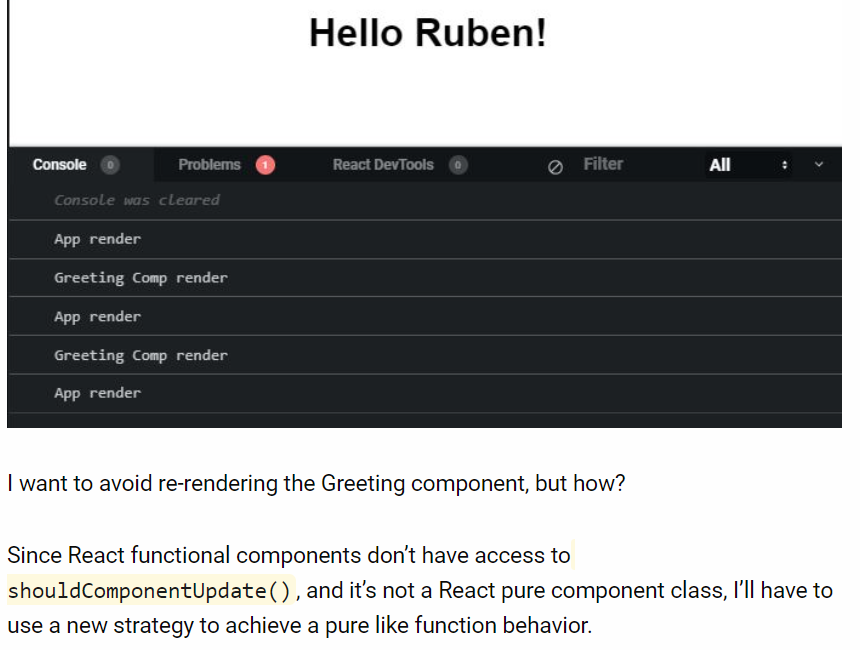 Hello Ruben!
Console 0 Problems 1 React DevTools 0 Filter All
Console was cleared
App render
Greeting Comp render
App render
Greeting Comp render
App render
I want to avoid re-rendering the Greeting component, but how?
Since React functional components don’t have access to
shouldComponentUpdate(), and it’s not a React pure component class, I’ll have to
use a new strategy to achieve a pure like function behavior.